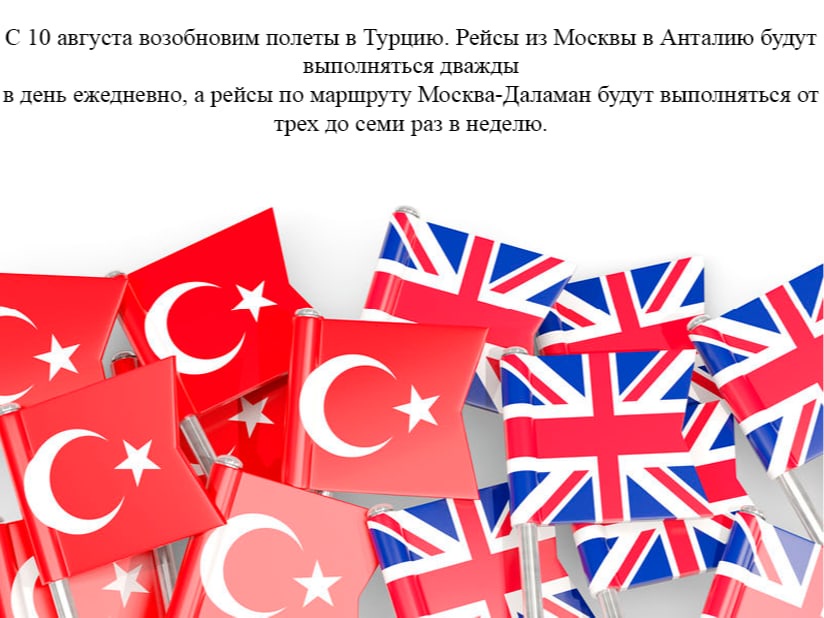 С 10 августа возобновим полеты в Турцию. Рейсы из Москвы в Анталию будут
выполняться дважды
в день ежедневно, а рейсы по маршруту Москва-Даламан будут выполняться от
трех до семи раз в неделю.